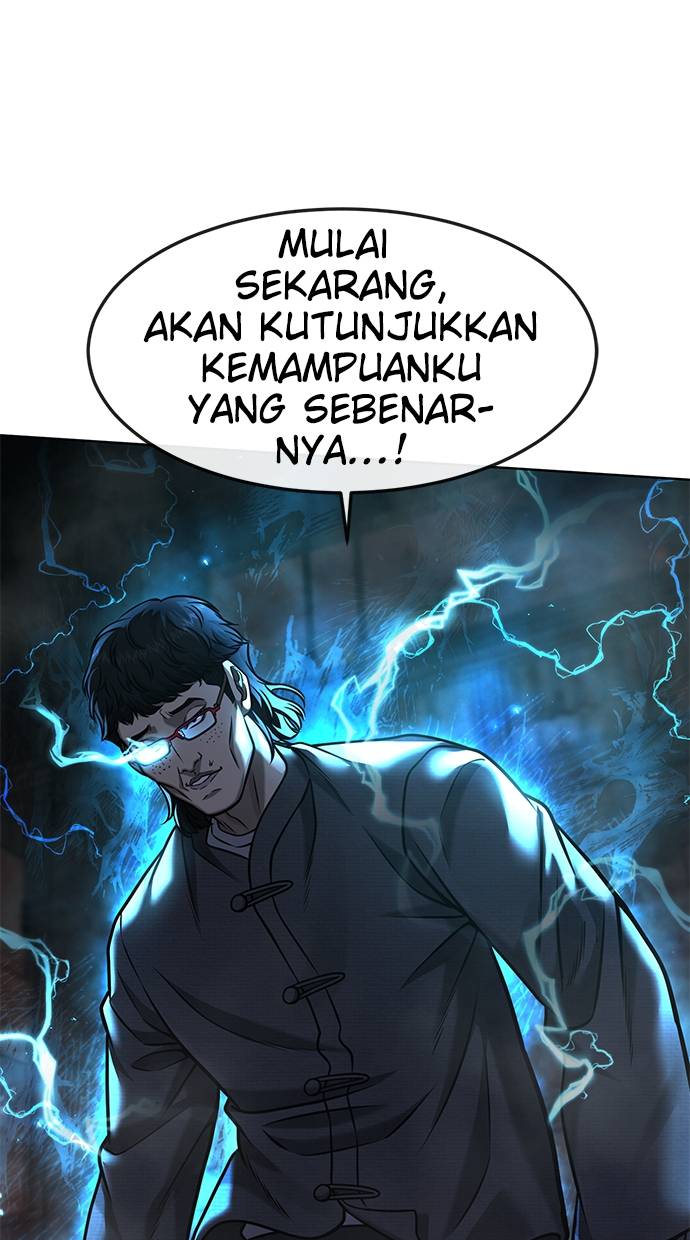 MULAI
SEKARANG,
AKAN KUTUNJUKKAN
KEMAMPUANKU
YANG SEBENAR-
NYA...!